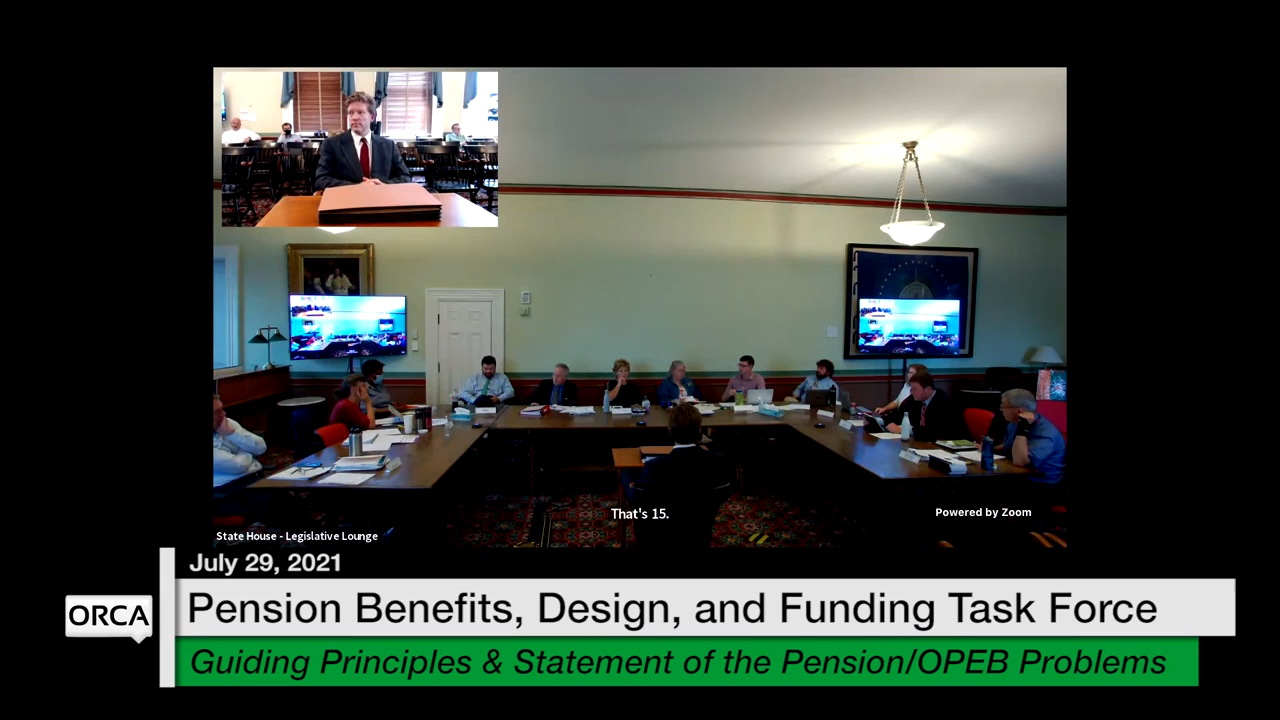 That's 15.
Powered by Zoom
State House - Legislative Lounge
July 29, 2021
ORCA
Pension Benefits, Design, and Funding Task Force
Guiding Principles & Statement of the Pension/OPEB Problems